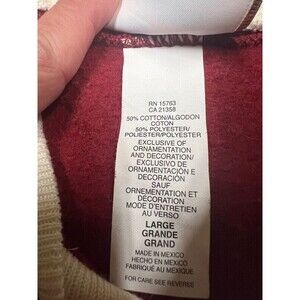 RN 15763
CA 21358
50% COTTON/ALGODON
COTON
50% POLYESTER/
POLIESTER/POLYESTER
EXCLUSIVE OF
ORNAMENTATION
AND DECORATION/
EXCLUSIVO DE
ORNAMENTACIÓN E
DECORACIÓN
SAUF
ORNEMENTATION ET
DÉCORATION
MODE D'ENTRETIEN
AU VERSO
LARGE
GRANDE
GRAND
MADE IN MEXICO
HECHO EN MEXICO
FABRIQUE AU MEXIQUE
FOR CARE SEE REVERSE